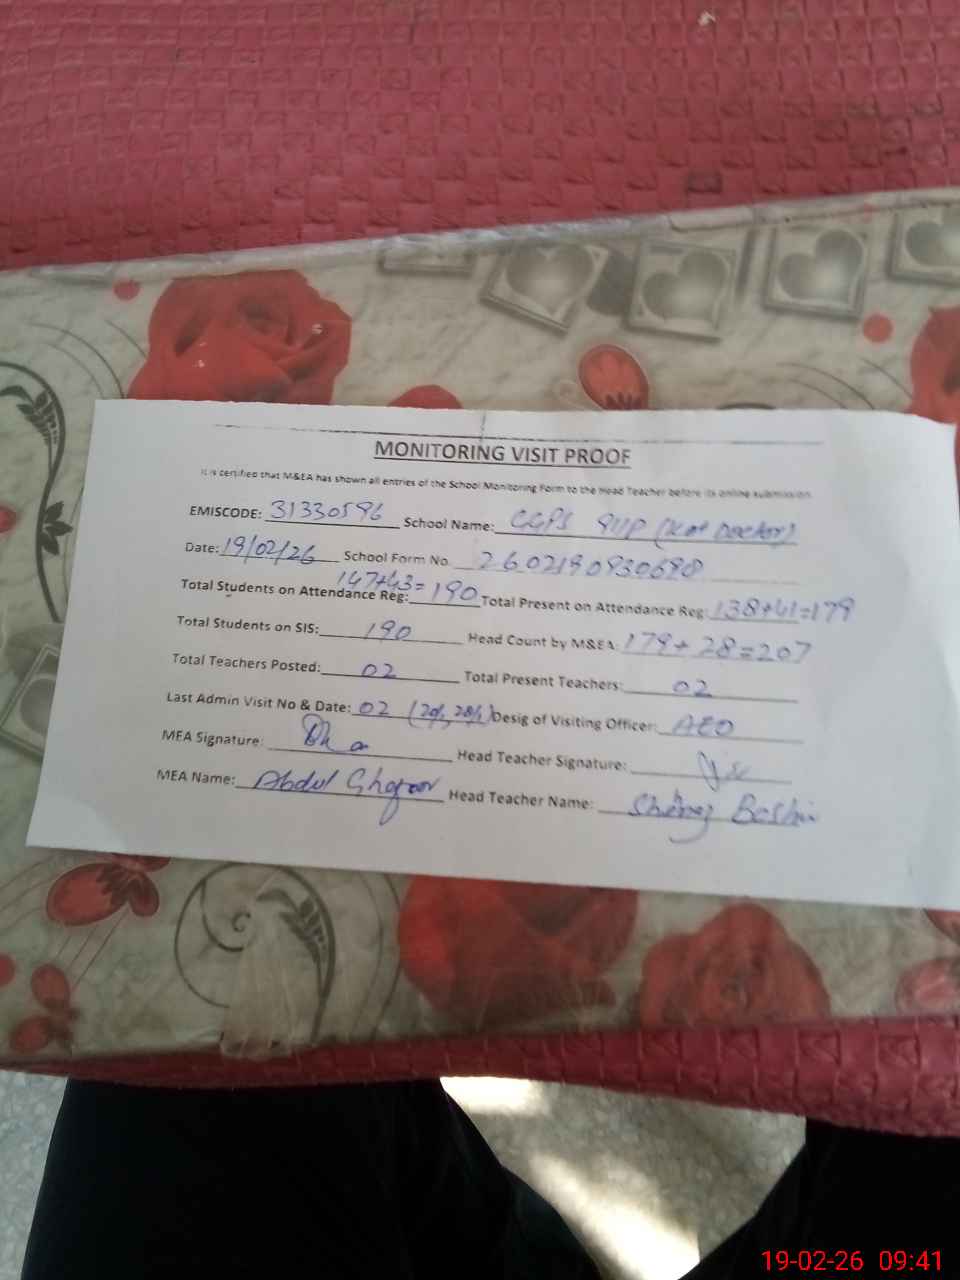 MONITORING VISIT PROOF
It is certified that M&EA has shown all entries of the School Monitoring Form to the Head Teacher before its online submission.
EMISCODE: 31330596 School Name: CGPS 91/P (Kot Doctor)
Date: 19/02/26 School Form No. 260219093069
Total Students on Attendance Reg: 147+43=190 Total Present on Attendance Reg: 138+41=179
Total Students on SIS: 190 Head Count by M&EA: 179+28=207
Total Teachers Posted: 02 Total Present Teachers: 02
Last Admin Visit No & Date: 02 Desig of Visiting Officer: AEO
MEA Signature: Head Teacher Signature:
MEA Name: Abdul Ghafoor Head Teacher Name:
19-02-26 09:41